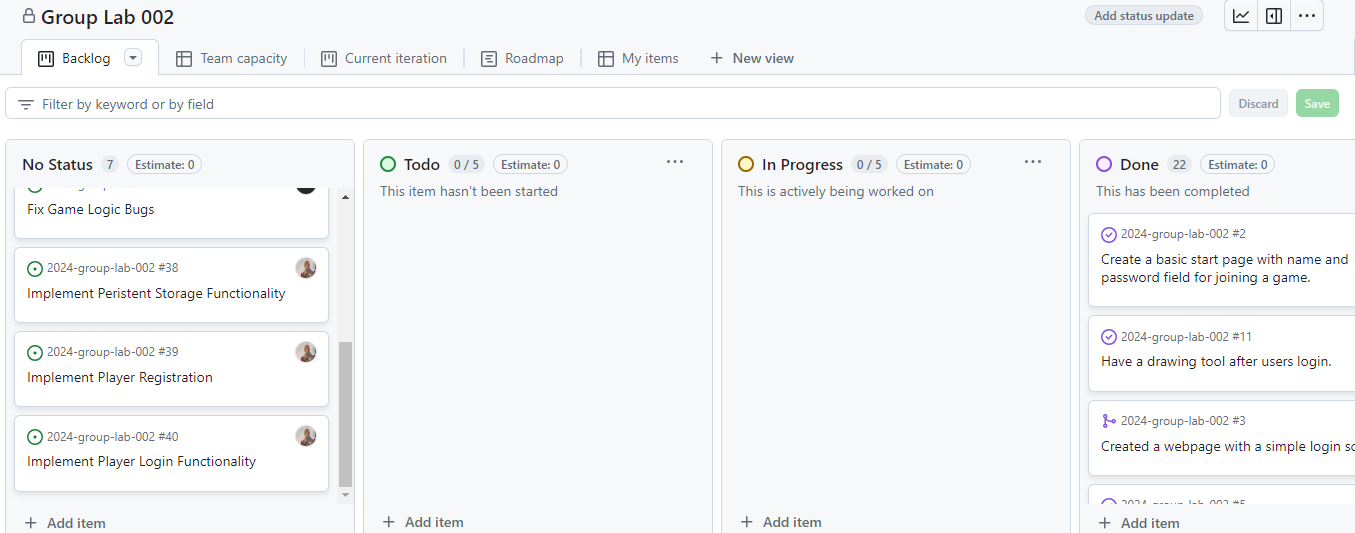 Group Lab 002
Add status update
Backlog
Team capacity
Current iteration
Roadmap
My items
New view
Filter by keyword or by field
Discard
Save
No Status 7 Estimate: 0
Fix Game Logic Bugs
2024-group-lab-002 #38
Implement Peristent Storage Functionality
2024-group-lab-002 #39
Implement Player Registration
2024-group-lab-002 #40
Implement Player Login Functionality
Add item
Todo 0 / 5 Estimate: 0
This item hasn't been started
Add item
In Progress 0 / 5 Estimate: 0
This is actively being worked on
Add item
Done 22 Estimate: 0
This has been completed
2024-group-lab-002 #2
Create a basic start page with name and
password field for joining a game.
2024-group-lab-002 #11
Have a drawing tool after users login.
2024-group-lab-002 #3
Created a webpage with a simple login
2024-group-lab-002 #5
Add item